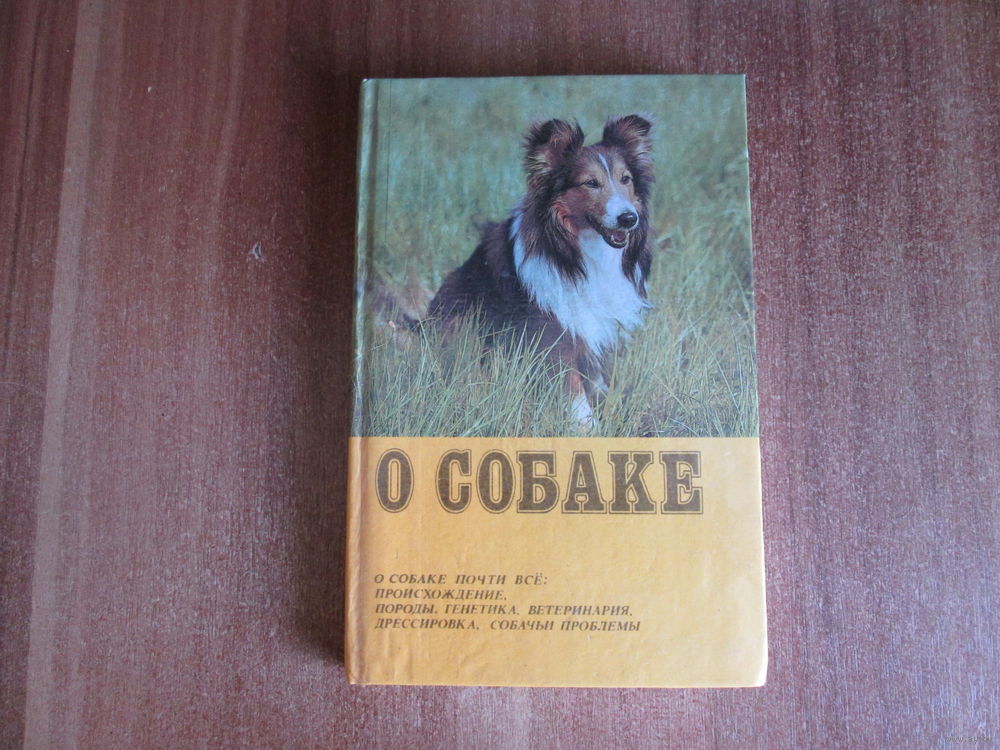 О СОБАКЕ
О СОБАКЕ ПОЧТИ ВСЁ:
ПРОИСХОЖДЕНИЕ,
ПОРОДЫ, ГЕНЕТИКА, ВЕТЕРИНАРИЯ,
ДРЕССИРОВКА, СОБАЧЬИ ПРОБЛЕМЫ